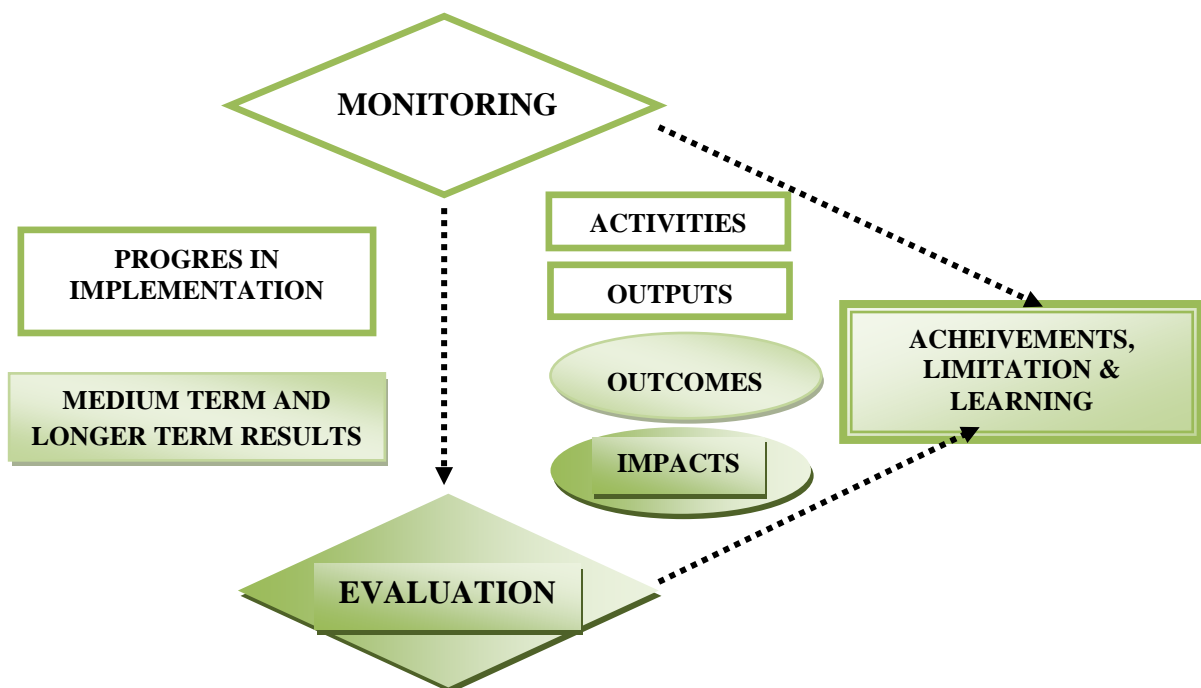 MONITORING
PROGRES IN
IMPLEMENTATION
MEDIUM TERM AND
LONGER TERM RESULTS
ACTIVITIES
OUTPUTS
OUTCOMES
IMPACTS
ACHEIVEMENTS,
LIMITATION &
LEARNING
EVALUATION